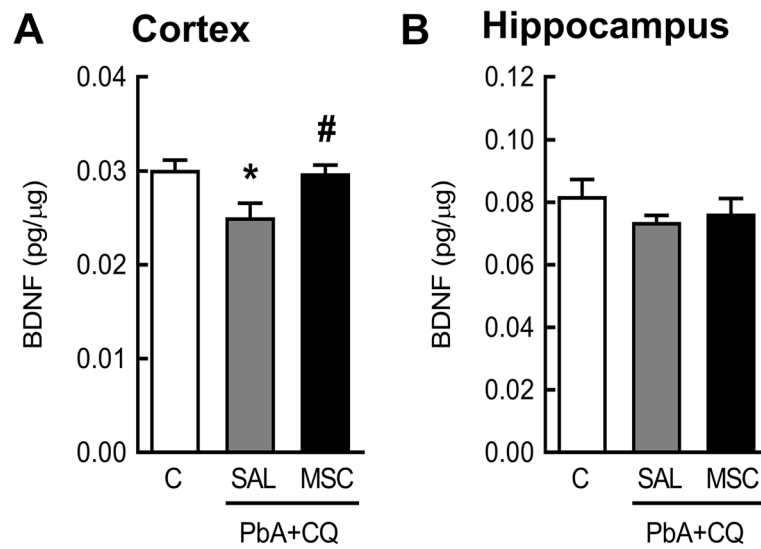 A Cortex
BDNF (pg/μg)
0.04
0.03
0.02
0.01
0.00
*
#
C SAL MSC
PbA+CQ
B Hippocampus
BDNF (pg/μg)
0.12
0.10
0.08
0.06
0.04
0.02
0.00
C SAL MSC
PbA+CQ